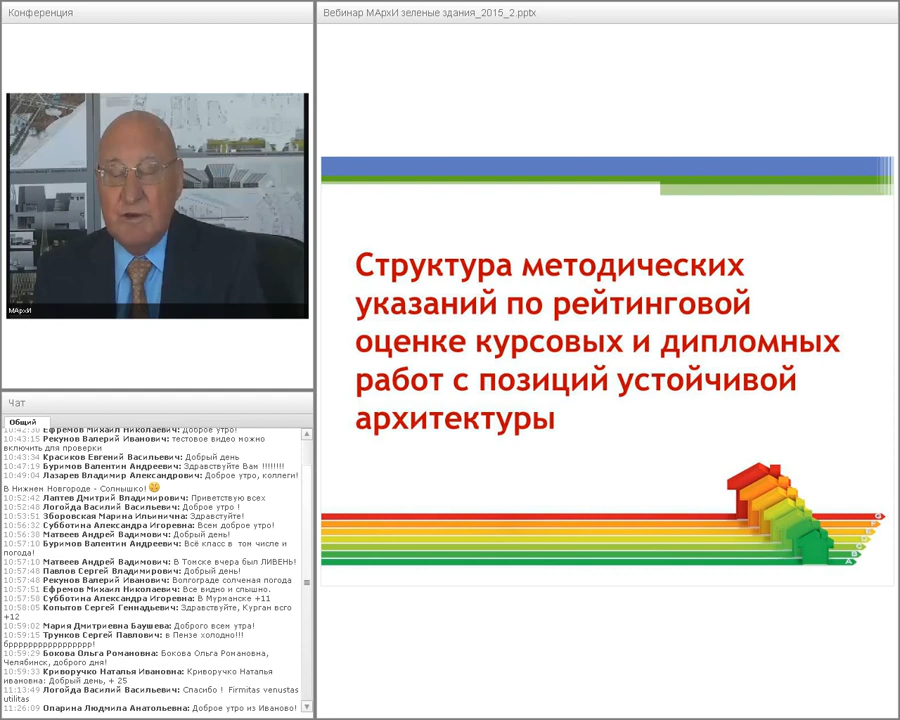 Конференция
МАрхИ
Чат
Общий
10:42:30 Ефремов Михаил Николаевич: Доброе утро!
10:43:15 Рекунов Валерий Иванович: тестовое видео можно
включить для проверки
10:43:34 Красиков Евгений Васильевич: Добрый день
10:47:19 Буримов Валентин Андреевич: Здравствуйте Вам !!!!!!!!
10:49:04 Лазарев Владимир Александрович: Доброе утро, коллеги!
В Нижнем Новгороде - Солнышко!
10:52:42 Лаптев Дмитрий Владимирович: Приветствую всех
10:52:48 Логойда Василий Васильевич: Доброе утро !
10:53:51 Зборовская Марина Ильинична: Здравстуйте!
10:56:32 Субботина Александра Игоревна: Всем доброе утро!
10:56:38 Матвеев Андрей Вадимович: Добрый день!
10:57:10 Буримов Валентин Андреевич: Всё класс в том числе и
погода!
10:57:10 Матвеев Андрей Вадимович: В Томске вчера был ЛИВЕНЬ!
10:57:48 Павлов Сергей Владимирович: Добрый день!
10:57:48 Рекунов Валерий Иванович: Волгограде солченая погода
10:57:51 Ефремов Михаил Николаевич: Все видно и слышно.
10:57:58 Субботина Александра Игоревна: В Мурманске +11
10:58:05 Копытов Сергей Геннадьевич: Здравствуйте, Курган всго
+12
10:59:02 Мария Дмитриевна Баушева: Доброго всем утра!
10:59:15 Трунков Сергей Павлович: в Пензе холодно!!!
бррррррррррррррррр!
10:59:29 Бокова Ольга Романовна: Бокова Ольга Романовна,
Челябинск, доброго дня!
10:59:33 Криворучко Наталья Ивановна: Криворучко Наталья
ивановна: Добрый день, + 25
11:13:49 Логойда Василий Васильевич: Спасибо ! Firmitas venustas
utilitas
11:26:09 Опарина Людмила Анатольевна: Доброе утро из Иваново!
Вебинар МАрхИ зеленые здания_2015_2.pptx
Структура методических
указаний по рейтинговой
оценке курсовых и дипломных
работ с позиций устойчивой
архитектуры
G
F
E
D
C
B
A